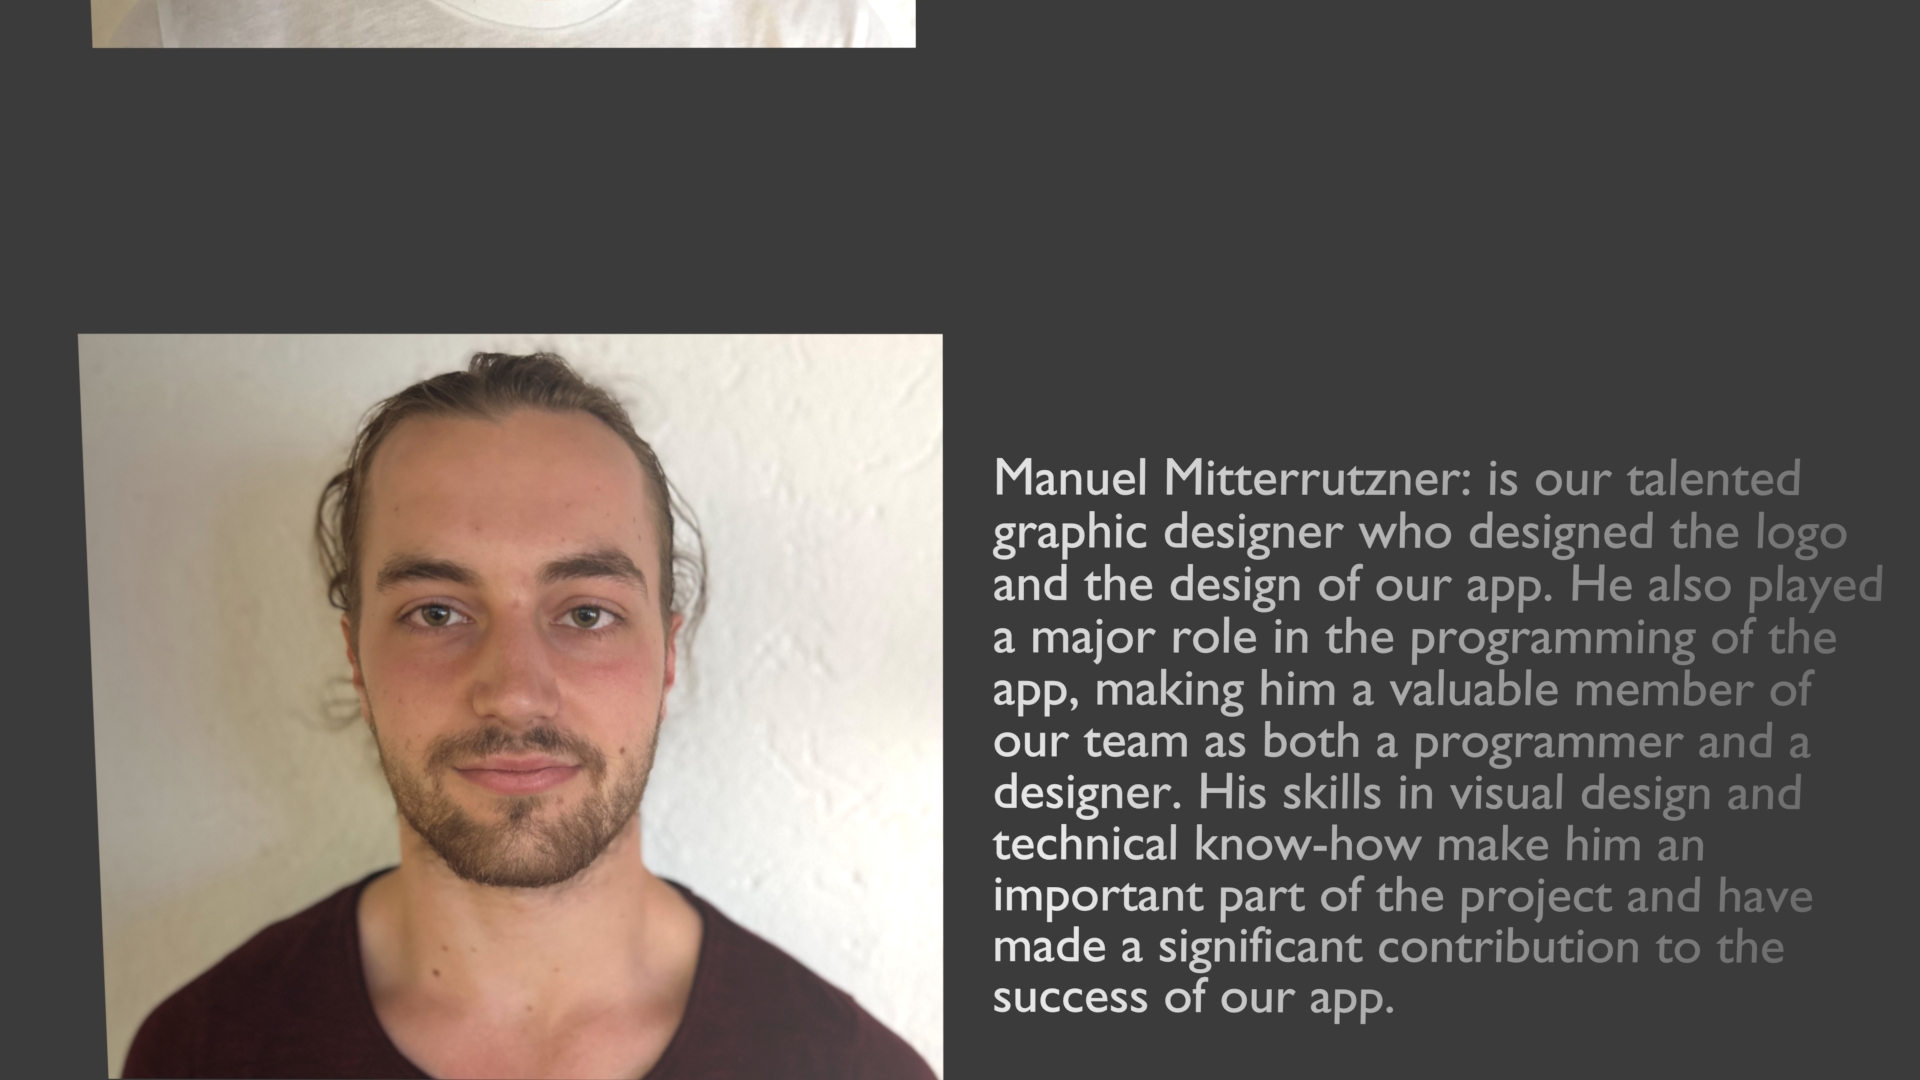 Manuel Mitterrutzner: is our talented
graphic designer who designed the logo
and the design of our app. He also played
a major role in the programming of the
app, making him a valuable member of
our team as both a programmer and a
designer. His skills in visual design and
technical know-how make him an
important part of the project and have
made a significant contribution to the
success of our app.